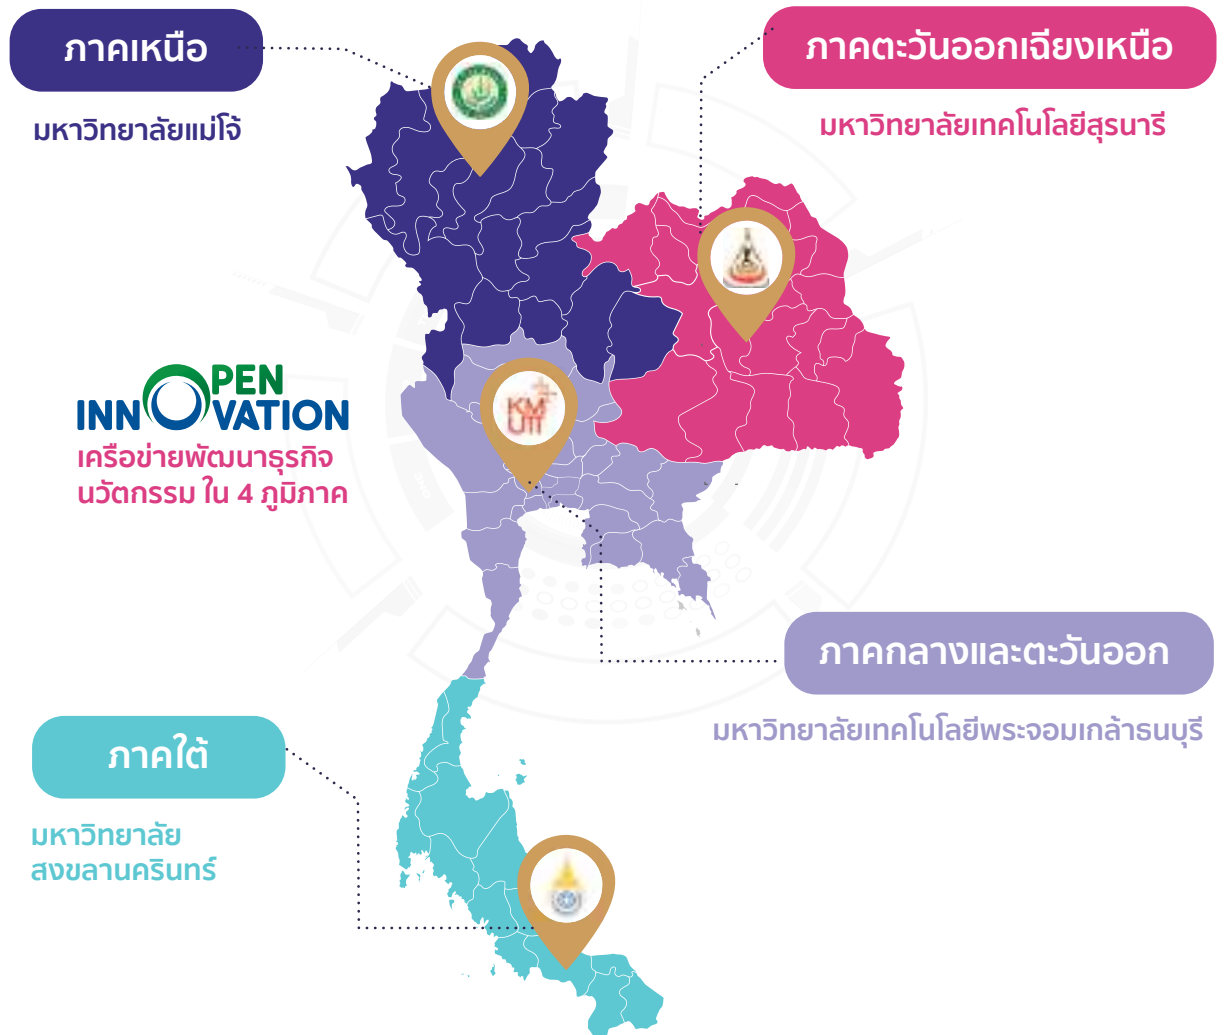 ภาคเหนือ
มหาวิทยาลัยแม่โจ้
ภาคตะวันออกเฉียงเหนือ
มหาวิทยาลัยเทคโนโลยีสุรนารี
OPEN
INNOVATION
เครือข่ายพัฒนาธุรกิจ
นวัตกรรม ใน 4 ภูมิภาค
KM
UTT
ภาคกลางและตะวันออก
มหาวิทยาลัยเทคโนโลยีพระจอมเกล้าธนบุรี
ภาคใต้
มหาวิทยาลัย
สงขลานครินทร์